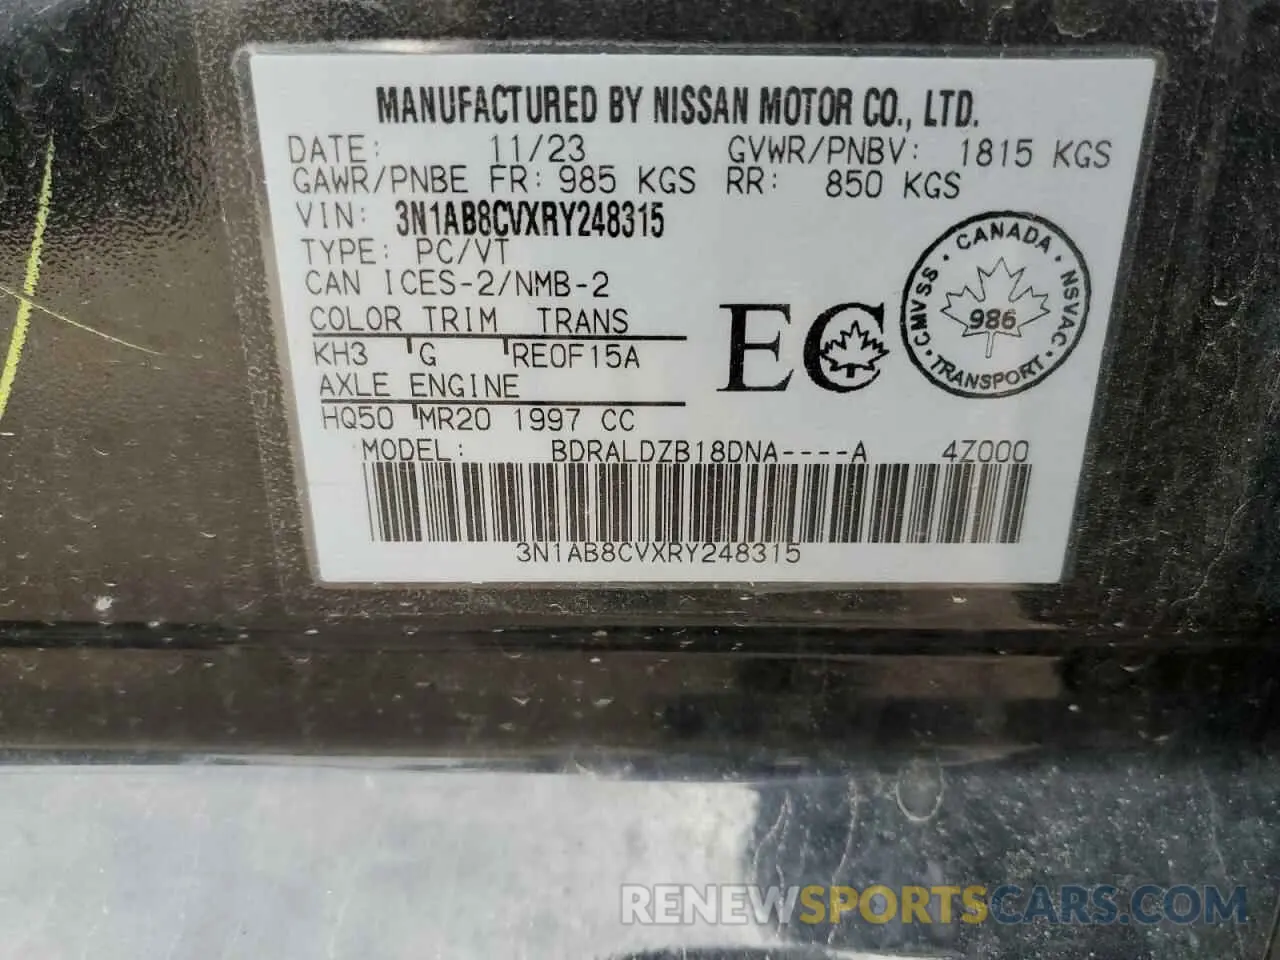 MANUFACTURED BY NISSAN MOTOR CO., LTD.
DATE: 11/23 GVWR/PNBV: 1815 KGS
GAWR/PNBE FR: 985 KGS RR: 850 KGS
VIN: 3N1AB8CVXRY248315
TYPE: PC/VT
CAN ICES-2/NMB-2
COLOR TRIM TRANS
KH3 G RE0F15A
AXLE ENGINE
HQ50 MR20 1997 CC
EC
CANADA
CMVSS • NSVAC
986
TRANSPORT
MODEL: BDRALDZB18DNA----A 4Z000
3N1AB8CVXRY248315
RENEWSPORTSCARS.COM